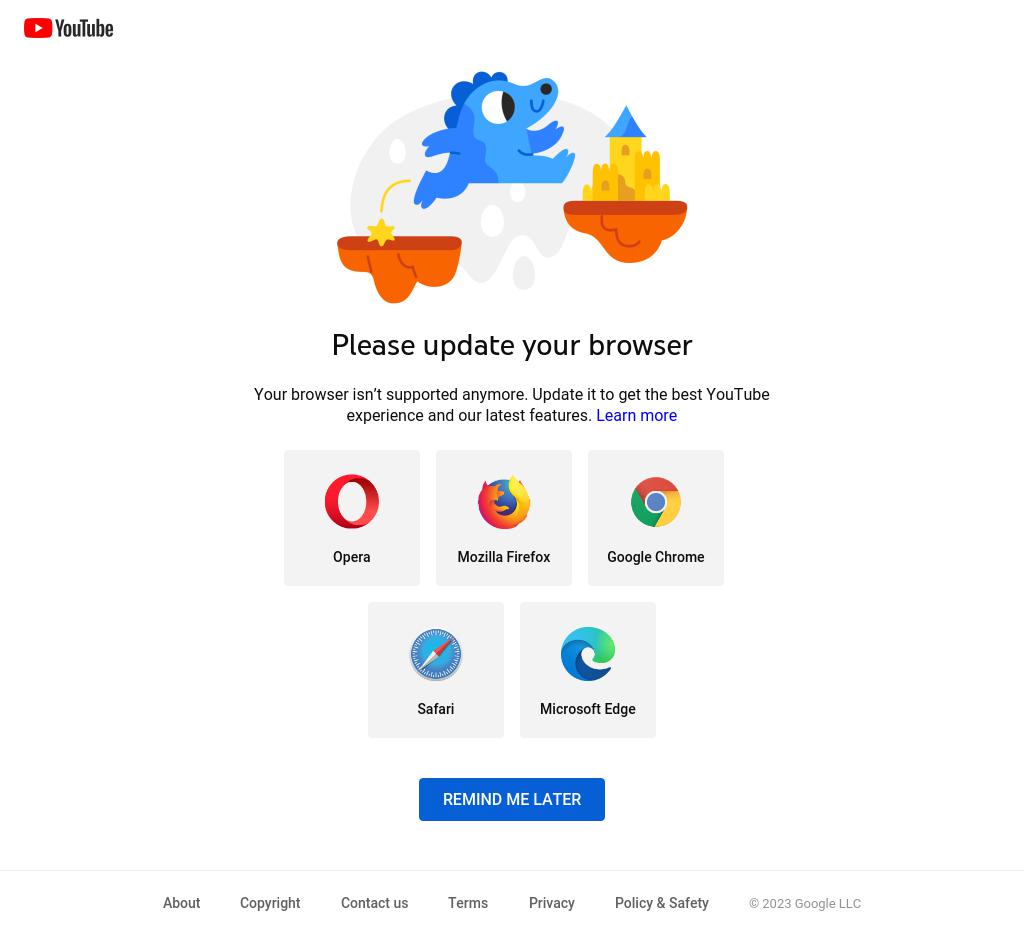 YouTube
Please update your browser
Your browser isn’t supported anymore. Update it to get the best YouTube
experience and our latest features. Learn more
Opera
Mozilla Firefox
Google Chrome
Safari
Microsoft Edge
REMIND ME LATER
About
Copyright
Contact us
Terms
Privacy
Policy & Safety
© 2023 Google LLC